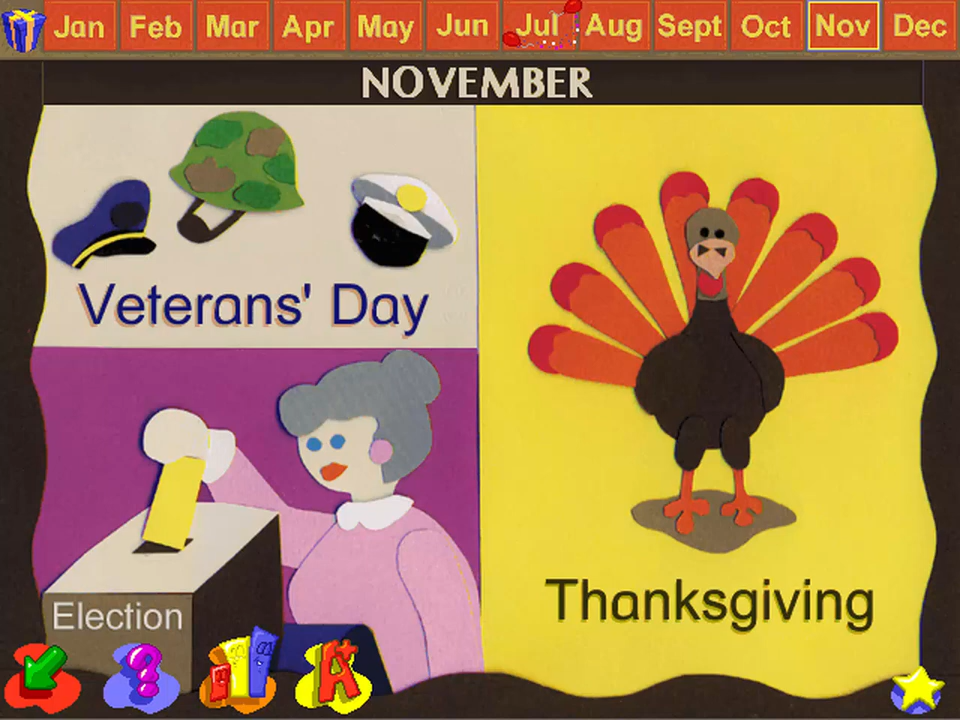 Jan Feb Mar Apr May Jun Jul Aug Sept Oct Nov Dec
NOVEMBER
Veterans' Day
Election
Thanksgiving
?
A+